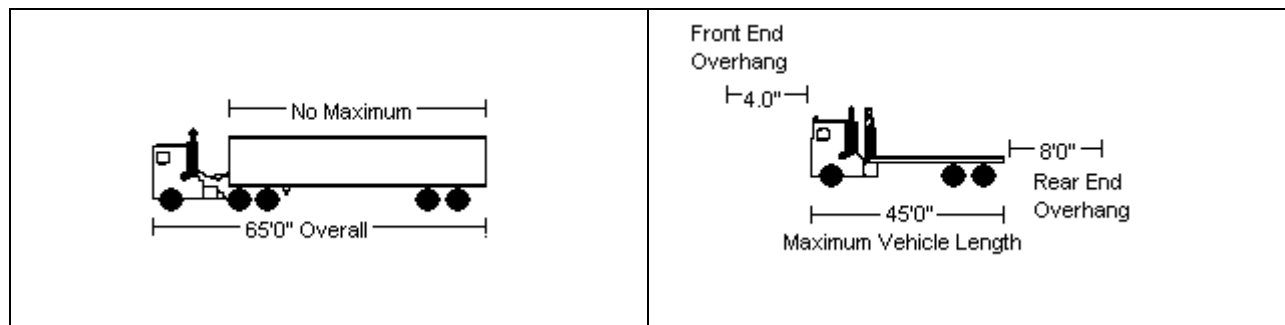 No Maximum
65'0" Overall
Front End
Overhang
4.0"
8'0"
Rear End
Overhang
45'0"
Maximum Vehicle Length